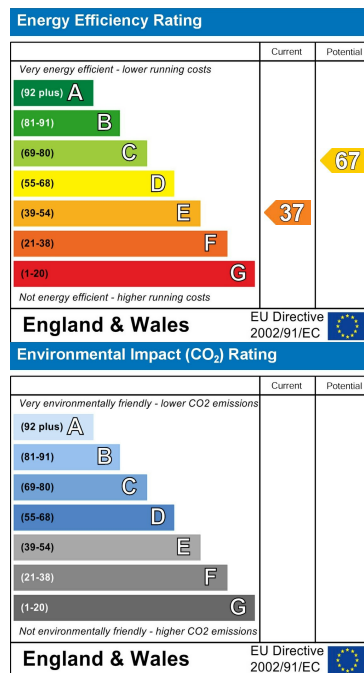 Energy Efficiency Rating
Current Potential
Very energy efficient - lower running costs
(92 plus) A
(81-91) B
(69-80) C
67
(55-68) D
(39-54) E
37
(21-38) F
(1-20) G
Not energy efficient - higher running costs
England & Wales
EU Directive
2002/91/EC
Environmental Impact (CO₂) Rating
Current Potential
Very environmentally friendly - lower CO2 emissions
(92 plus) A
(81-91) B
(69-80) C
(55-68) D
(39-54) E
(21-38) F
(1-20) G
Not environmentally friendly - higher CO2 emissions
England & Wales
EU Directive
2002/91/EC